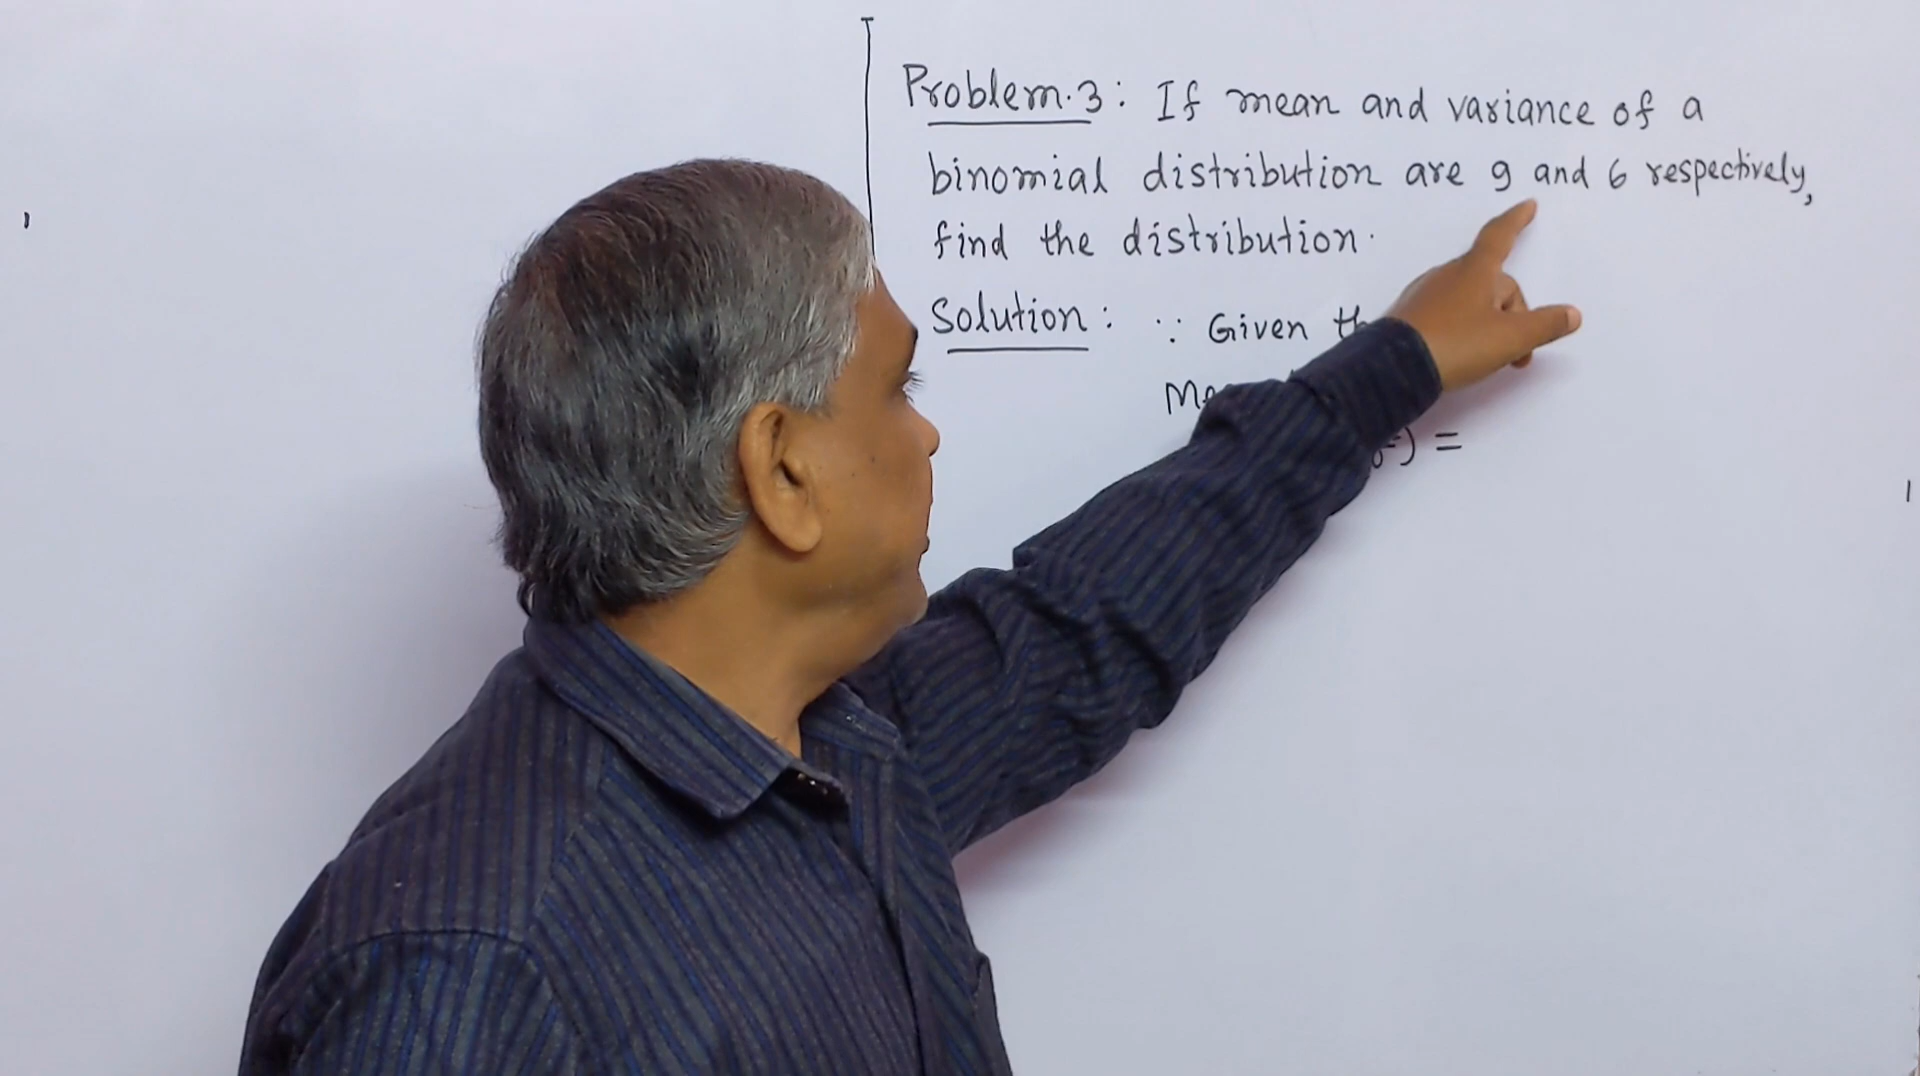 Problem.3: If mean and variance of a
binomial distribution are 9 and 6 respectively,
find the distribution.
Solution: ∵ Given
) =